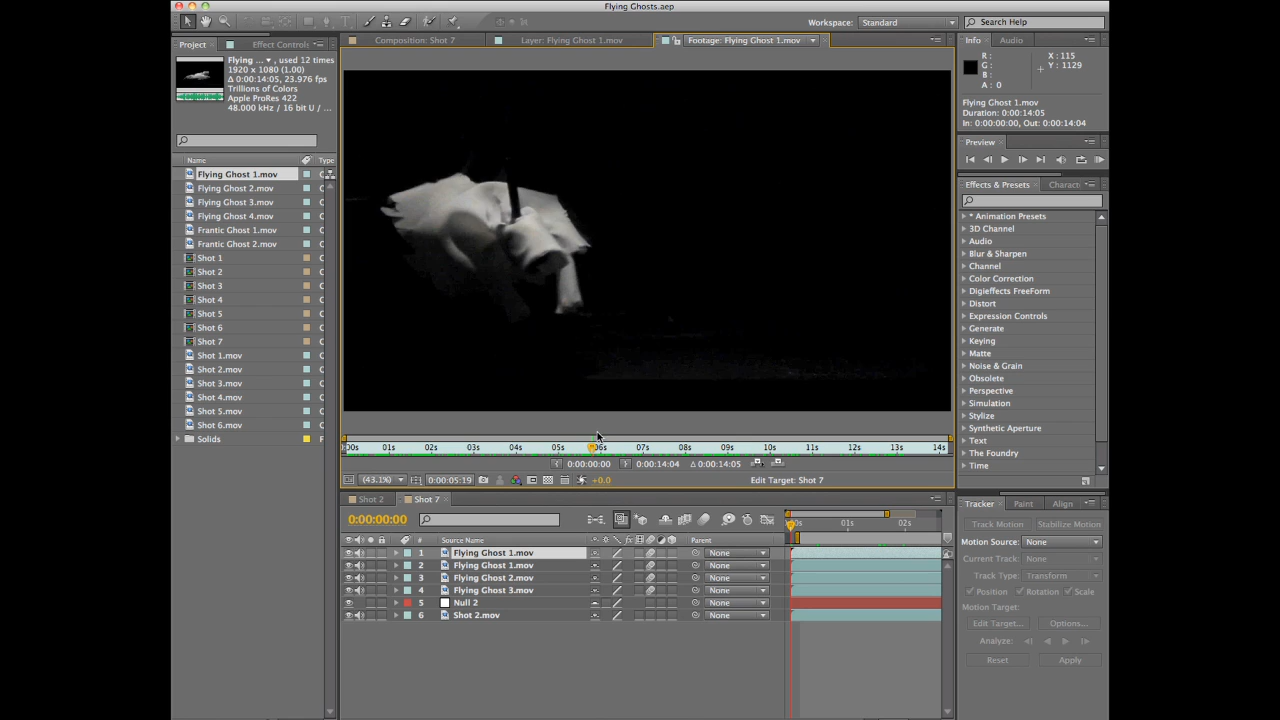 Flying Ghosts.aep
Workspace: Standard
Search Help
Project
Effect Controls
Composition: Shot 7
Layer: Flying Ghost 1.mov
Footage: Flying Ghost 1.mov
Info
Audio
Flying ... ▾ , used 12 times
1920 x 1080 (1.00)
Δ 0:00:14:05, 23.976 fps
Trillions of Colors
Apple ProRes 422
48.000 kHz / 16 bit U / ...
R :
G :
B :
A : 0
X : 115
Y : 1129
Flying Ghost 1.mov
Duration: 0:00:14:05
In: 0:00:00:00, Out: 0:00:14:04
Preview
Name
Type
Flying Ghost 1.mov
Flying Ghost 2.mov
Flying Ghost 3.mov
Flying Ghost 4.mov
Frantic Ghost 1.mov
Frantic Ghost 2.mov
Shot 1
Shot 2
Shot 3
Shot 4
Shot 5
Shot 6
Shot 7
Shot 1.mov
Shot 2.mov
Shot 3.mov
Shot 4.mov
Shot 5.mov
Shot 6.mov
Solids
Effects & Presets
Charact
* Animation Presets
3D Channel
Audio
Blur & Sharpen
Channel
Color Correction
Digieffects FreeForm
Distort
Expression Controls
Generate
Keying
Matte
Noise & Grain
Obsolete
Perspective
Simulation
Stylize
Synthetic Aperture
Text
The Foundry
Time
:00s 01s 02s 03s 04s 05s 06s 07s 08s 09s 10s 11s 12s 13s 14s
0:00:00:00 0:00:14:04 Δ 0:00:14:05
(43.1%) 0:00:05:19 +0.0 Edit Target: Shot 7
Shot 2
Shot 7
0:00:00:00
:00s 01s 02s
# Source Name Parent
1 Flying Ghost 1.mov None
2 Flying Ghost 1.mov None
3 Flying Ghost 2.mov None
4 Flying Ghost 3.mov None
5 Null 2 None
6 Shot 2.mov None
Tracker
Paint
Align
Track Motion
Stabilize Motion
Motion Source: None
Current Track: None
Track Type: Transform
Position Rotation Scale
Motion Target:
Edit Target...
Options...
Analyze:
Reset
Apply